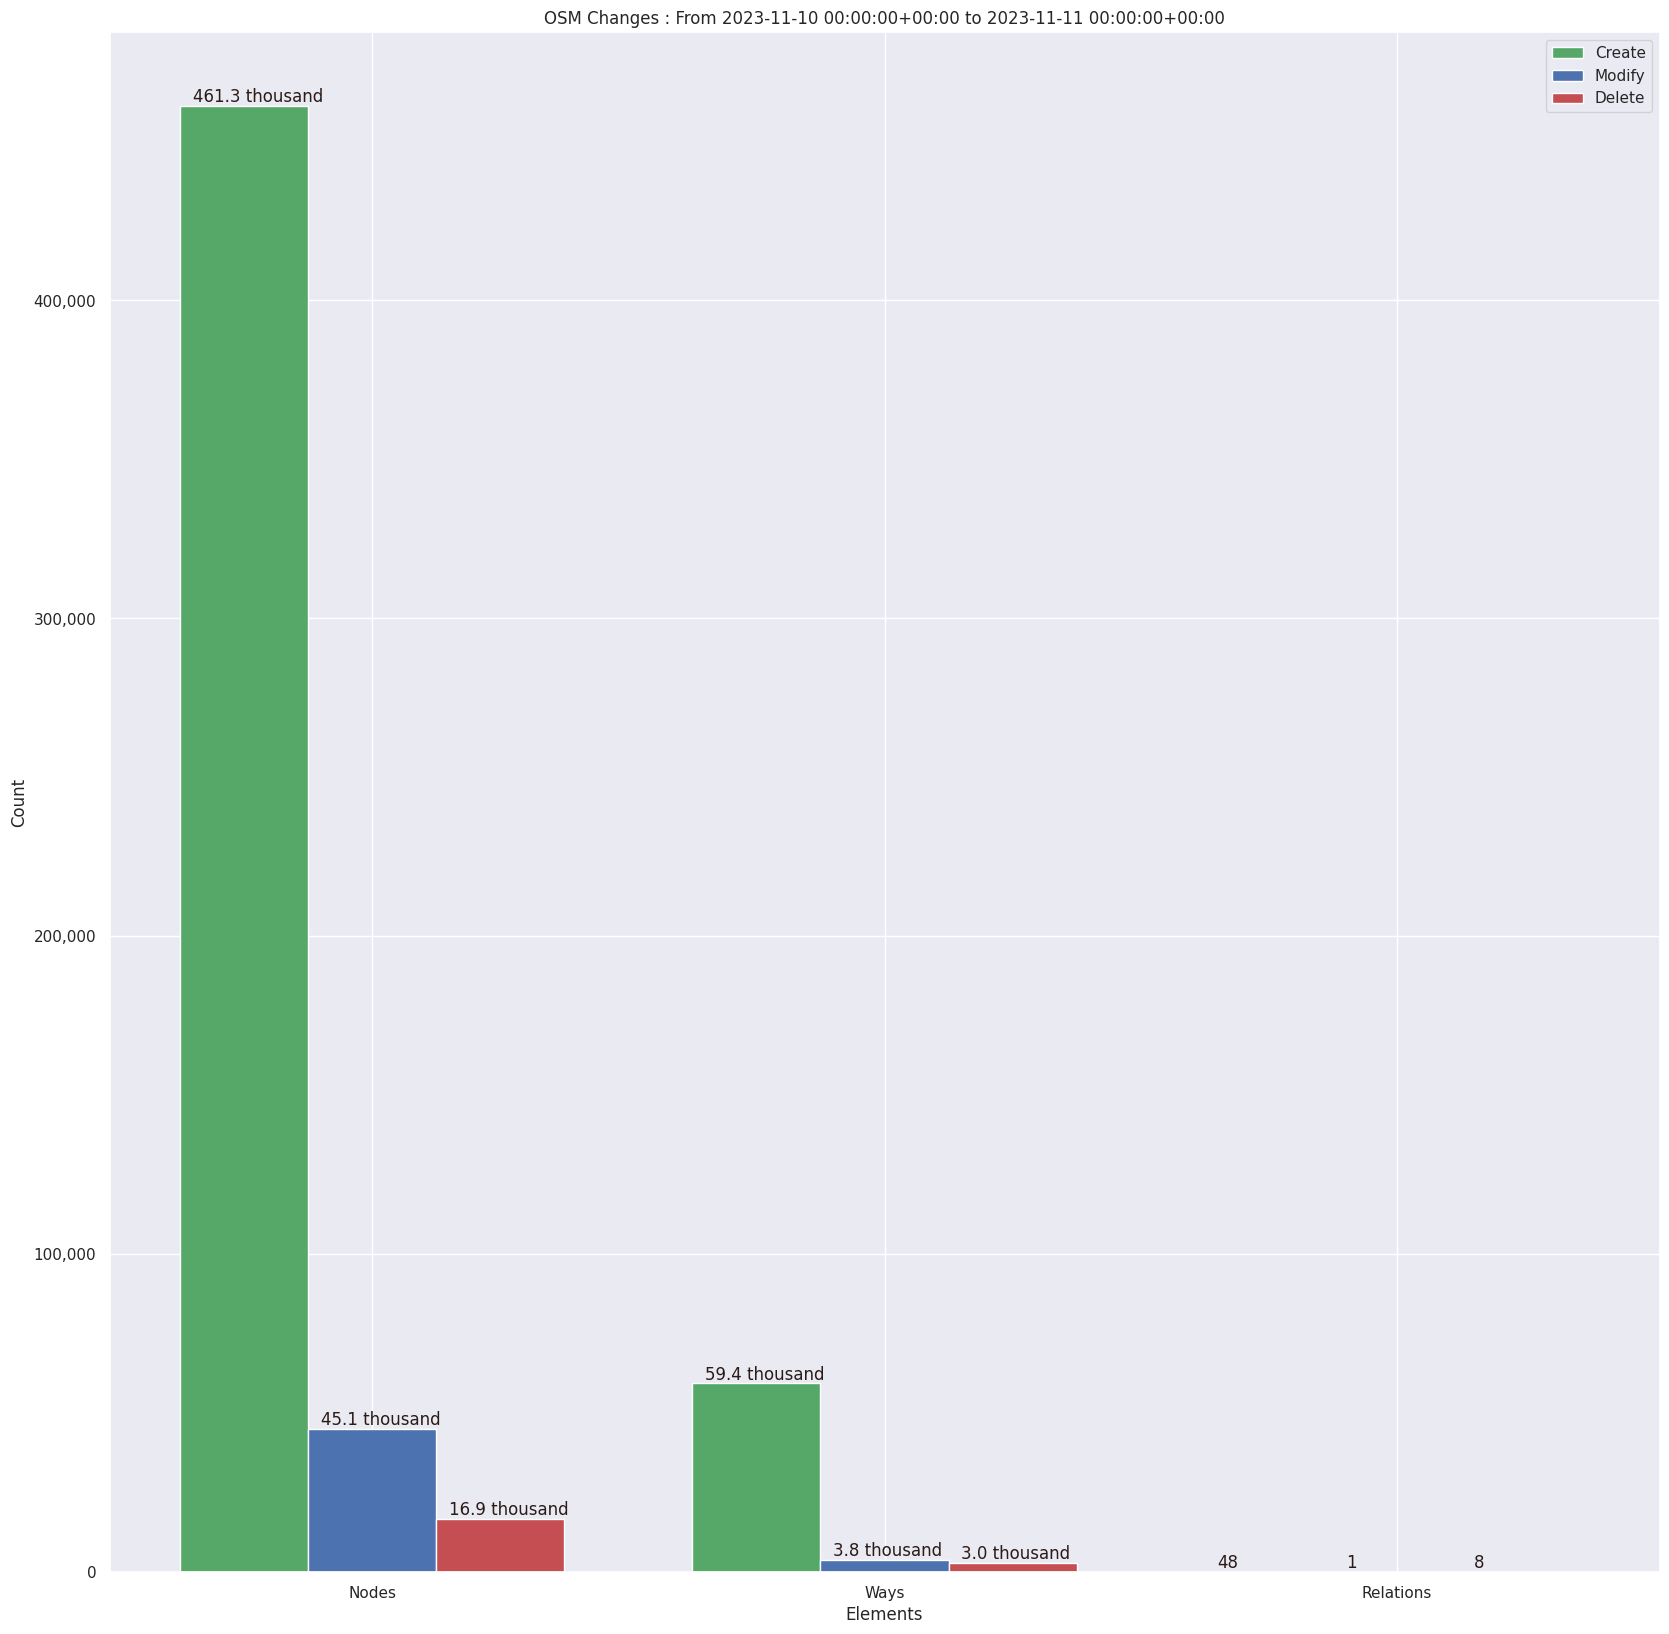 OSM Changes : From 2023-11-10 00:00:00+00:00 to 2023-11-11 00:00:00+00:00
Create
Modify
Delete
461.3 thousand
400,000
300,000
Count
200,000
100,000
59.4 thousand
45.1 thousand
16.9 thousand
3.8 thousand
3.0 thousand
48
1
8
0
Nodes
Ways
Relations
Elements